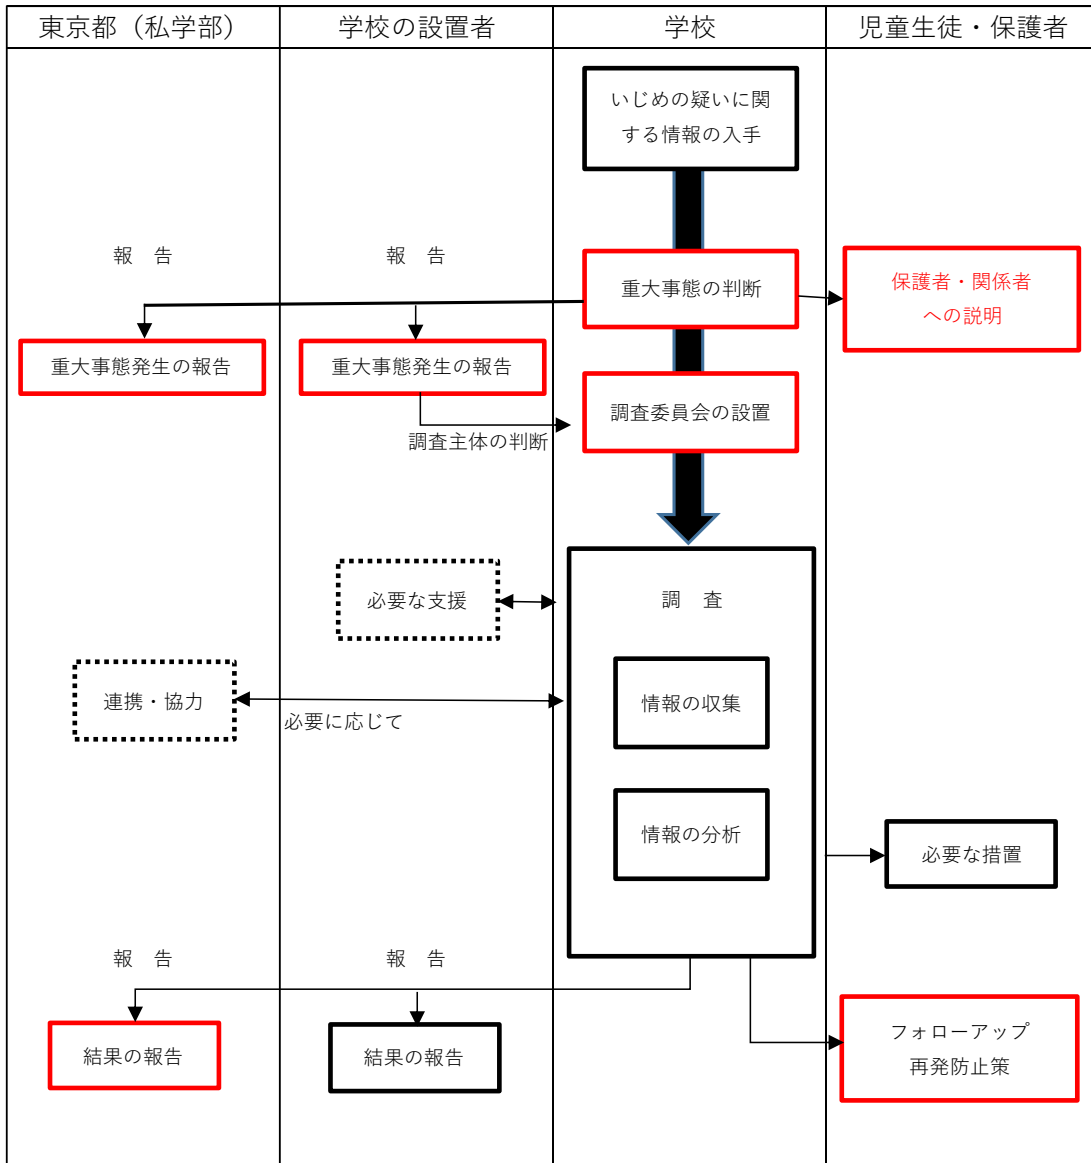 東京都（私学部）
学校の設置者
学校
児童生徒・保護者
いじめの疑いに関
する情報の入手
報　告
報　告
重大事態の判断
保護者・関係者
への説明
重大事態発生の報告
重大事態発生の報告
調査委員会の設置
調査主体の判断
必要な支援
調　査
連携・協力
必要に応じて
情報の収集
情報の分析
必要な措置
報　告
報　告
結果の報告
結果の報告
フォローアップ
再発防止策